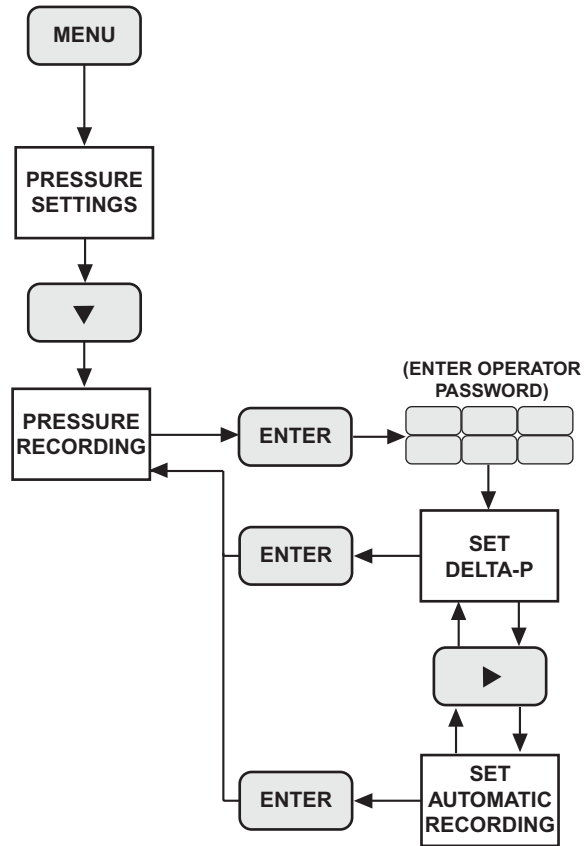 MENU
PRESSURE
SETTINGS
▼
PRESSURE
RECORDING
ENTER
(ENTER OPERATOR
PASSWORD)
ENTER
SET
DELTA-P
▶
ENTER
SET
AUTOMATIC
RECORDING